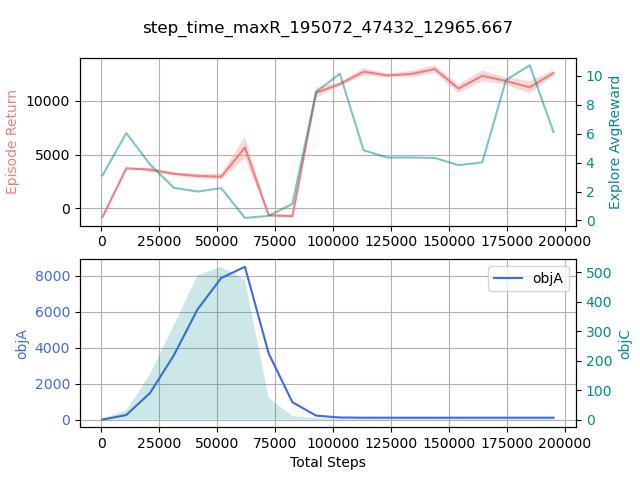 step_time_maxR_195072_47432_12965.667
Episode Return
10000
5000
0
10
8
6
4
2
0
Explore AvgReward
0 25000 50000 75000 100000 125000 150000 175000 200000
objA
8000
6000
4000
2000
0
objA
500
400
300
200
100
0
objC
0 25000 50000 75000 100000 125000 150000 175000 200000
Total Steps